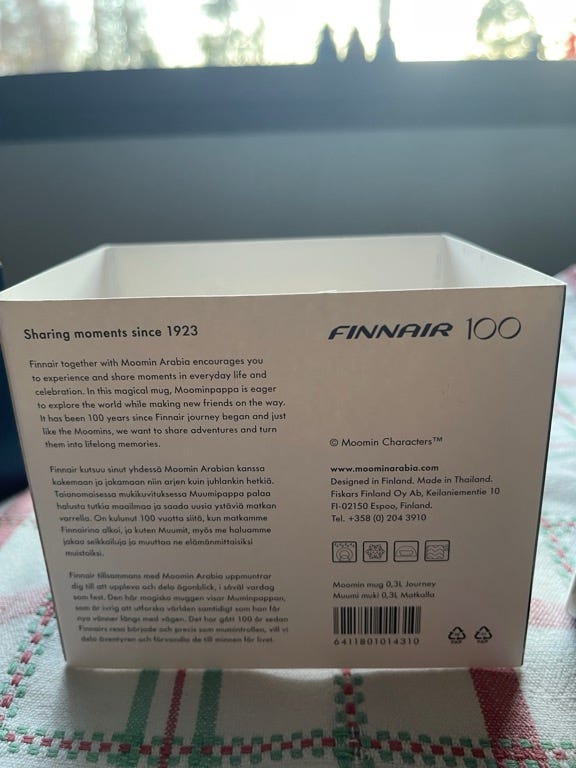 Sharing moments since 1923
Finnair together with Moomin Arabia encourages you
to experience and share moments in everyday life and
celebration. In this magical mug, Moominpappa is eager
to explore the world while making new friends on the way.
It has been 100 years since Finnair journey began and just
like the Moomins, we want to share adventures and turn
them into lifelong memories.
Finnair kutsuu sinut yhdessä Moomin Arabian kanssa
kokemaan ja jakamaan niin arjen kuin juhlankin hetkiä.
Taianomaisessa mukikuvituksessa Muumipappa palaa
halusta tutkia maailmaa ja saada uusia ystäviä matkan
varrella. On kulunut 100 vuotta siitä, kun matkamme
Finnairina alkoi, ja kuten Muumit, myös me haluamme
jakaa seikkailuja ja muuttaa ne elämänmittaisiksi
muistoiksi.
Finnair tillsammans med Moomin Arabia uppmuntrar
dig till att uppleva och dela ögonblick, i såväl vardag
som fest. Den här magiska muggen visar Muminpappan,
som är ivrig att utforska världen samtidigt som han får
nya vänner längs med vägen. Det har gått 100 år sedan
Finnairs resa började och precis som mumintrollen, vill vi
dela äventyren och förvandla de till minnen för livet.
FINNAIR 100
© Moomin Characters™
www.moominarabia.com
Designed in Finland. Made in Thailand.
Fiskars Finland Oy Ab, Keilaniementie 10
FI-02150 Espoo, Finland.
Tel. +358 (0) 204 3910
Moomin mug 0,3L Journey
Muumi muki 0,3L Matkalla
6411801014310
PAP PAP